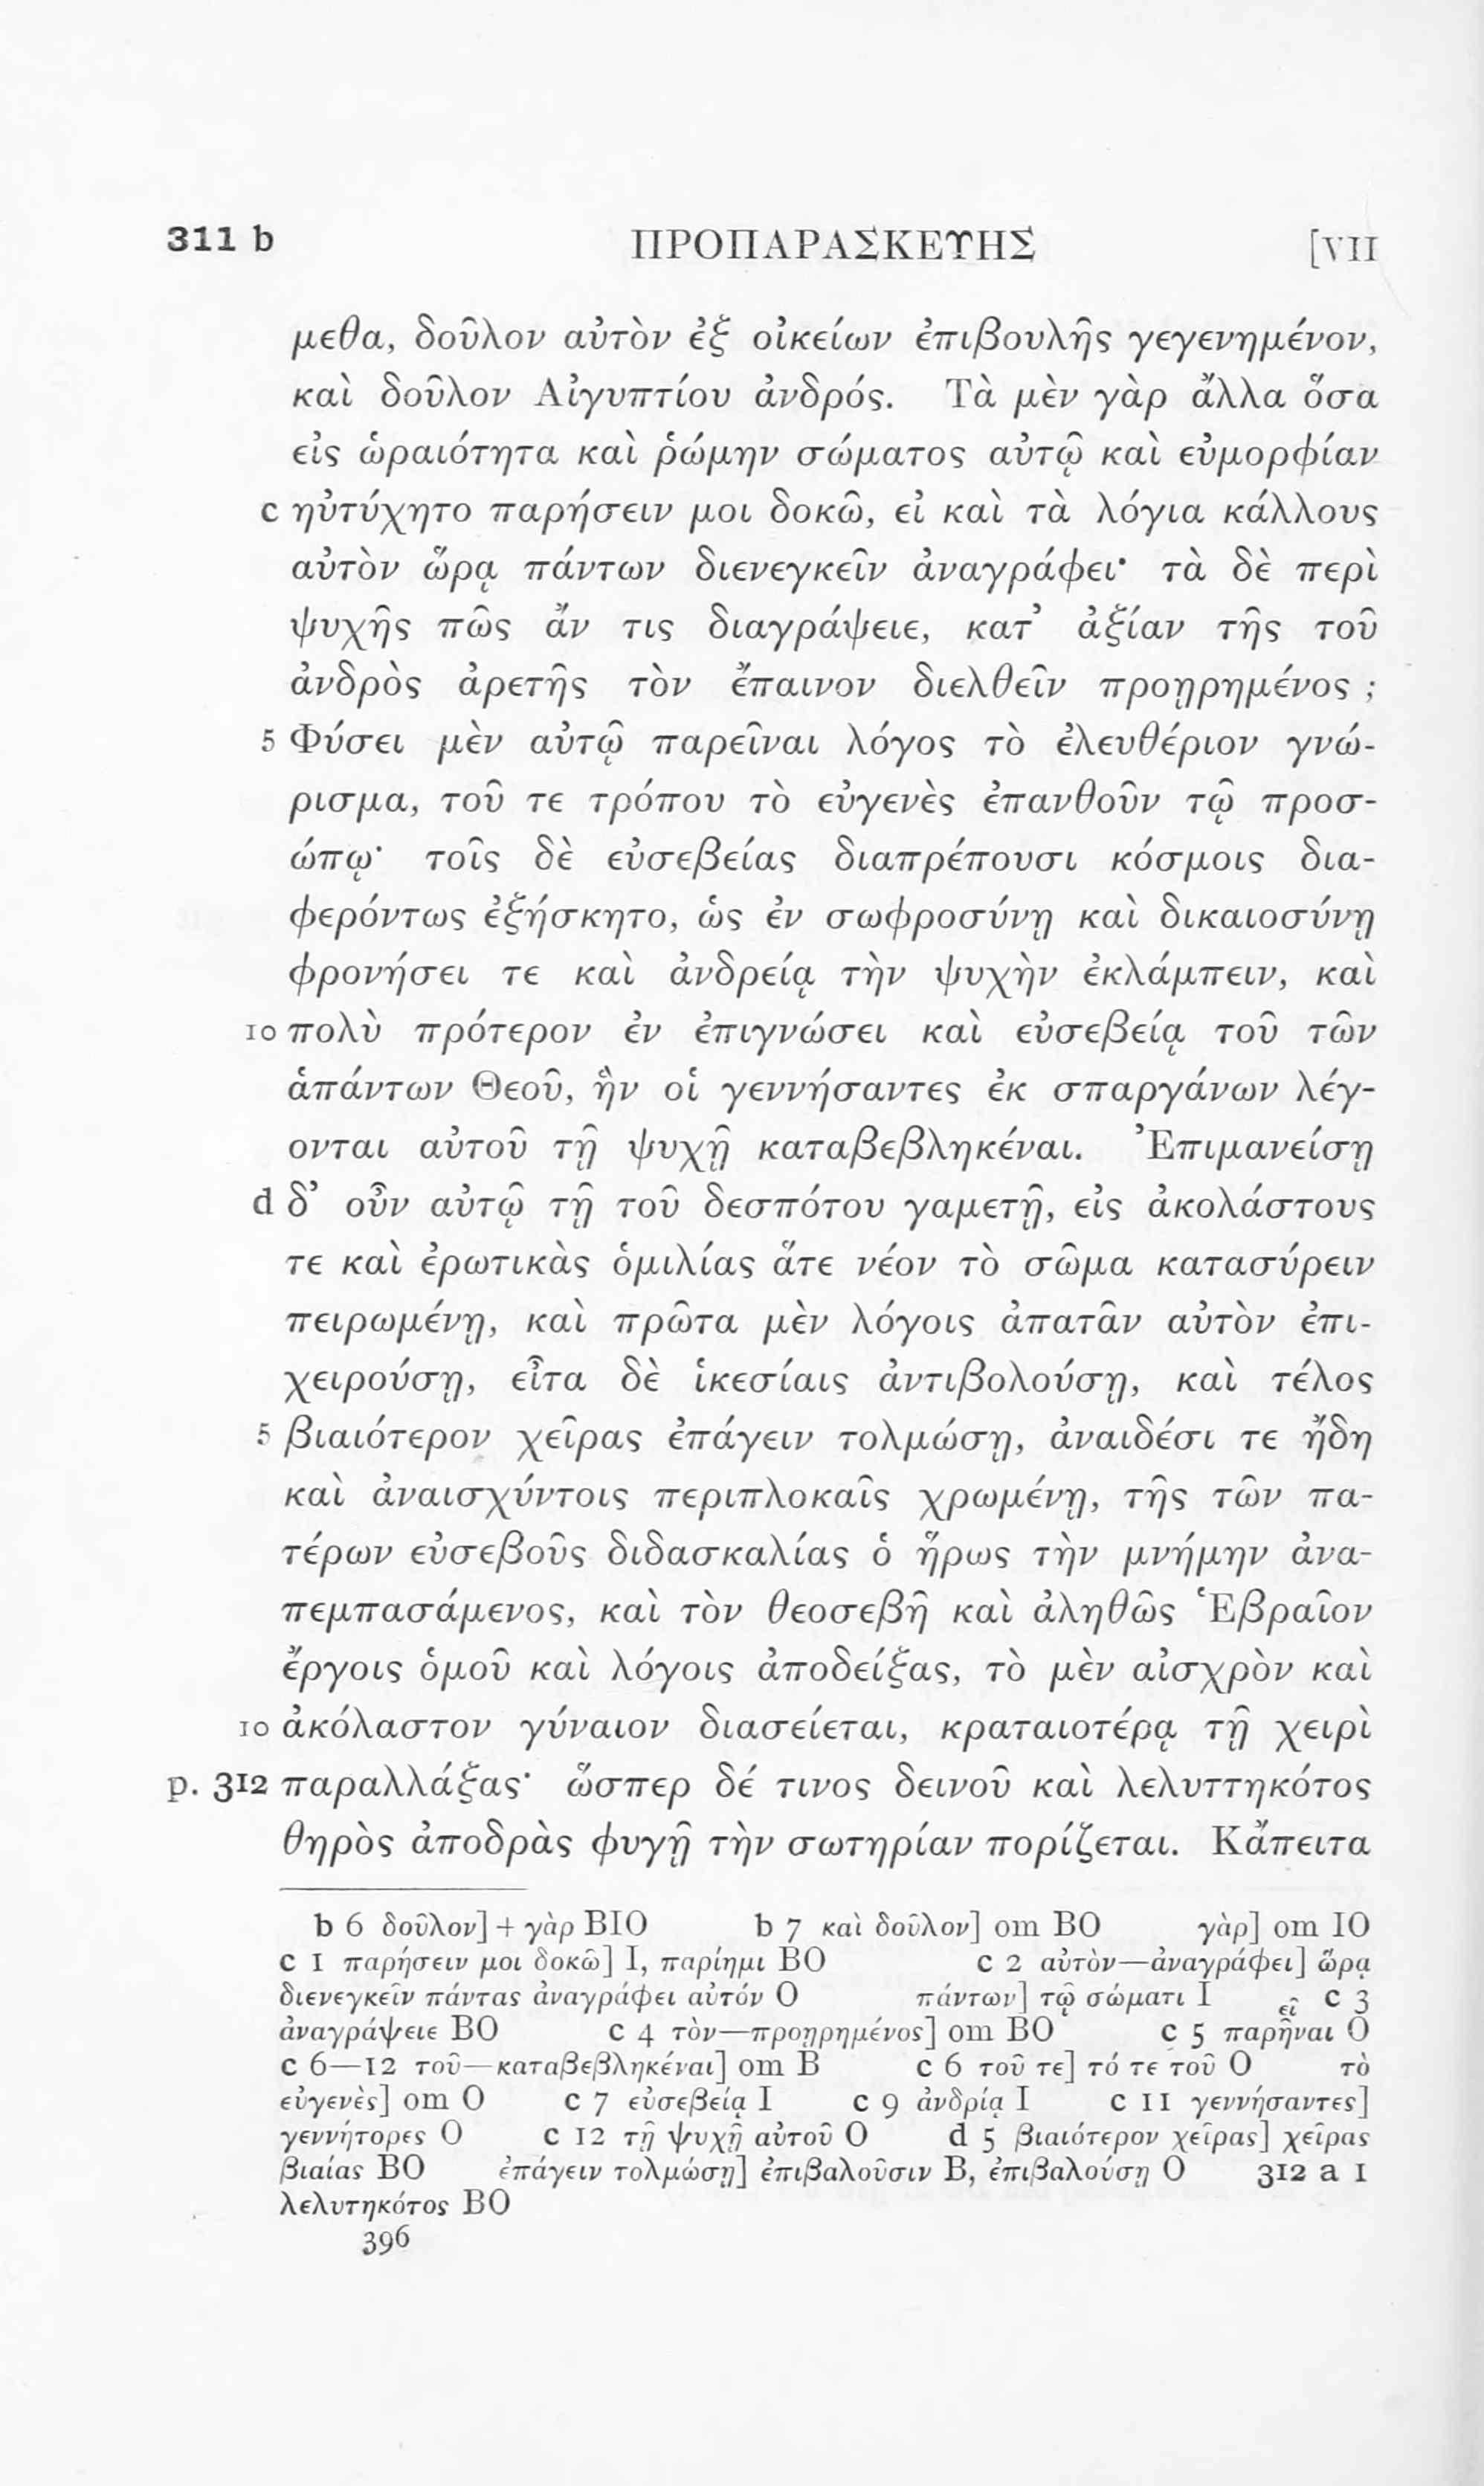 311 b ΠΡΟΠΑΡΑΣΚΕΥΗΣ [VII
μεθα, δοῦλον αὐτὸν ἐξ οἰκείων ἐπιβουλῆς γεγενημένον,
καὶ δοῦλον Αἰγυπτίου ἀνδρός. Τὰ μὲν γὰρ ἄλλα ὅσα
εἰς ὡραιότητα καὶ ῥώμην σώματος αὐτῷ καὶ εὐμορφίαν
c ηὐτύχητο παρήσειν μοι δοκῶ, εἰ καὶ τὰ λόγια κάλλους
αὐτὸν ὥρᾳ πάντων διενεγκεῖν ἀναγράφει· τὰ δὲ περὶ
ψυχῆς πῶς ἄν τις διαγράψειε, κατ’ ἀξίαν τῆς τοῦ
ἀνδρὸς ἀρετῆς τὸν ἔπαινον διελθεῖν προῃρημένος ;
5 Φύσει μὲν αὐτῷ παρεῖναι λόγος τὸ ἐλευθέριον γνώ-
ρισμα, τοῦ τε τρόπου τὸ εὐγενὲς ἐπανθοῦν τῷ προσ-
ώπῳ· τοῖς δὲ εὐσεβείας διαπρέπουσι κόσμοις δια-
φερόντως ἐξήσκητο, ὡς ἐν σωφροσύνῃ καὶ δικαιοσύνῃ
φρονήσει τε καὶ ἀνδρείᾳ τὴν ψυχὴν ἐκλάμπειν, καὶ
10 πολὺ πρότερον ἐν ἐπιγνώσει καὶ εὐσεβείᾳ τοῦ τῶν
ἁπάντων Θεοῦ, ἣν οἱ γεννήσαντες ἐκ σπαργάνων λέγ-
ονται αὐτοῦ τῇ ψυχῇ καταβεβληκέναι. Ἐπιμανείσῃ
d δ’ οὖν αὐτῷ τῇ τοῦ δεσπότου γαμετῇ, εἰς ἀκολάστους
τε καὶ ἐρωτικὰς ὁμιλίας ἅτε νέον τὸ σῶμα κατασύρειν
πειρωμένῃ, καὶ πρῶτα μὲν λόγοις ἀπατᾶν αὐτὸν ἐπι-
χειρούσῃ, εἶτα δὲ ἱκεσίαις ἀντιβολούσῃ, καὶ τέλος
5 βιαιότερον χεῖρας ἐπάγειν τολμώσῃ, ἀναιδέσι τε ἤδη
καὶ ἀναισχύντοις περιπλοκαῖς χρωμένῃ, τῆς τῶν πα-
τέρων εὐσεβοῦς διδασκαλίας ὁ ἥρως τὴν μνήμην ἀνα-
πεμπασάμενος, καὶ τὸν θεοσεβῆ καὶ ἀληθῶς Ἑβραῖον
ἔργοις ὁμοῦ καὶ λόγοις ἀποδείξας, τὸ μὲν αἰσχρὸν καὶ
10 ἀκόλαστον γύναιον διασείεται, κραταιοτέρᾳ τῇ χειρὶ
p. 312 παραλλάξας· ὥσπερ δέ τινος δεινοῦ καὶ λελυττηκότος
θηρὸς ἀποδρὰς φυγῇ τὴν σωτηρίαν πορίζεται. Κἄπειτα
b 6 δοῦλον] + γὰρ BIO b 7 καὶ δοῦλον] om BO γὰρ] om IO
c 1 παρήσειν μοι δοκῶ] I, παρίημι BO c 2 αὐτὸν—ἀναγράφει] ὥρᾳ
διενεγκεῖν πάντας ἀναγράφει αὐτόν O πάντων] τῷ σώματι I c 3
ἀναγράψειε BO c 4 τὸν—προῃρημένος] om BO c 5 παρῆναι O
εῖ
c 6—12 τοῦ—καταβεβληκέναι] om B c 6 τοῦ τε] τό τε τοῦ O τὸ
εὐγενὲς] om O c 7 εὐσεβείᾳ I c 9 ἀνδρίᾳ I c 11 γεννήσαντες]
γεννήτορες O c 12 τῇ ψυχῇ αὐτοῦ O d 5 βιαιότερον χεῖρας] χεῖρας
βιαίας BO ἐπάγειν τολμώσῃ] ἐπιβαλοῦσιν B, ἐπιβαλούσῃ O 312 a 1
λελυτηκότος BO
396